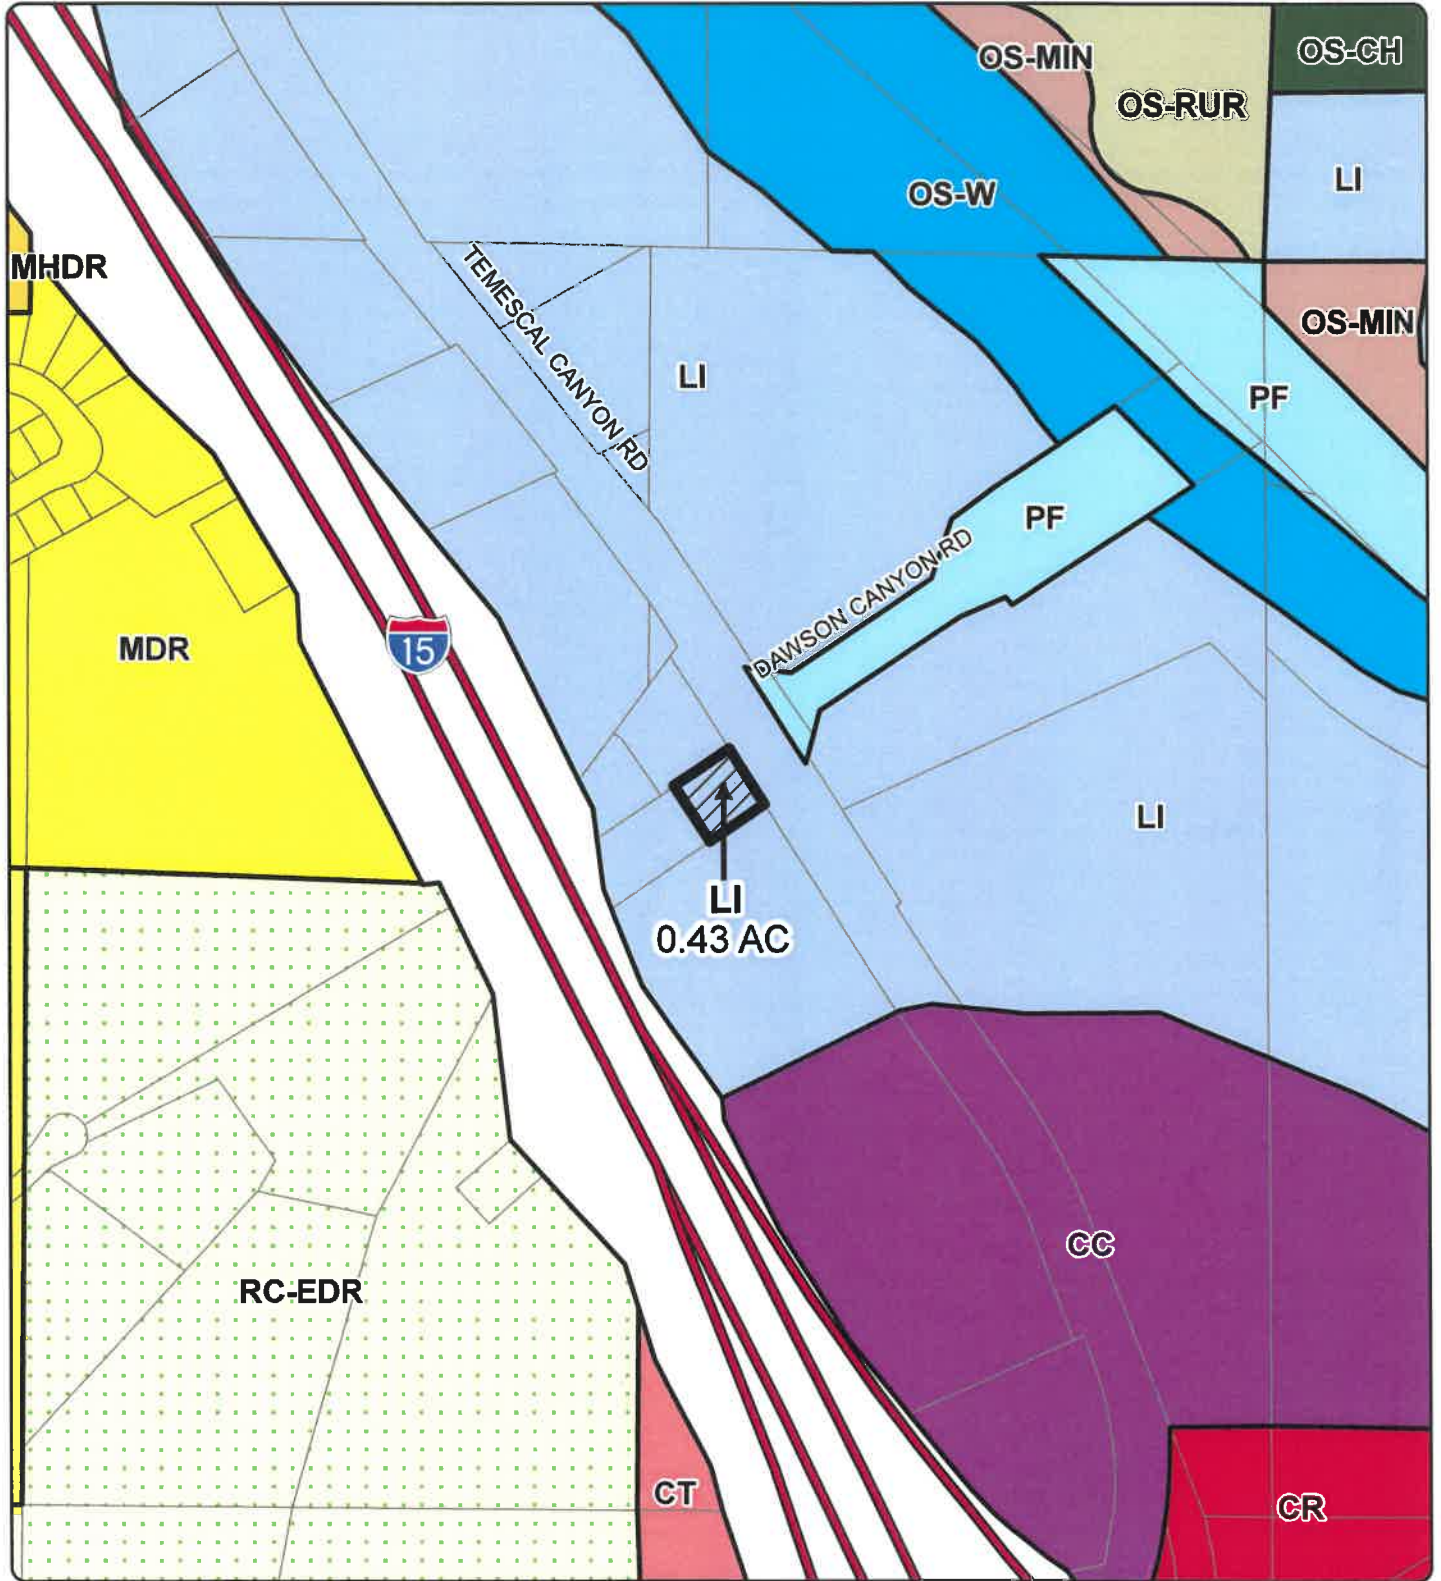 OS-MIN
OS-CH
OS-RUR
LI
OS-W
MHDR
TEMESCAL CANYON RD
OS-MIN
LI
PF
PF
DAWSON CANYON RD
15
MDR
LI
LI
0.43 AC
CC
RC-EDR
CT
CR